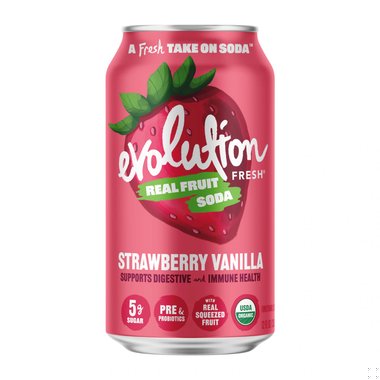 A Fresh TAKE ON SODA™
evolution
FRESH®
REAL FRUIT
SODA
STRAWBERRY VANILLA
SUPPORTS DIGESTIVE and IMMUNE HEALTH
5g
SUGAR
PRE &
PROBIOTICS
WITH
REAL
SQUEEZED
FRUIT
USDA
ORGANIC